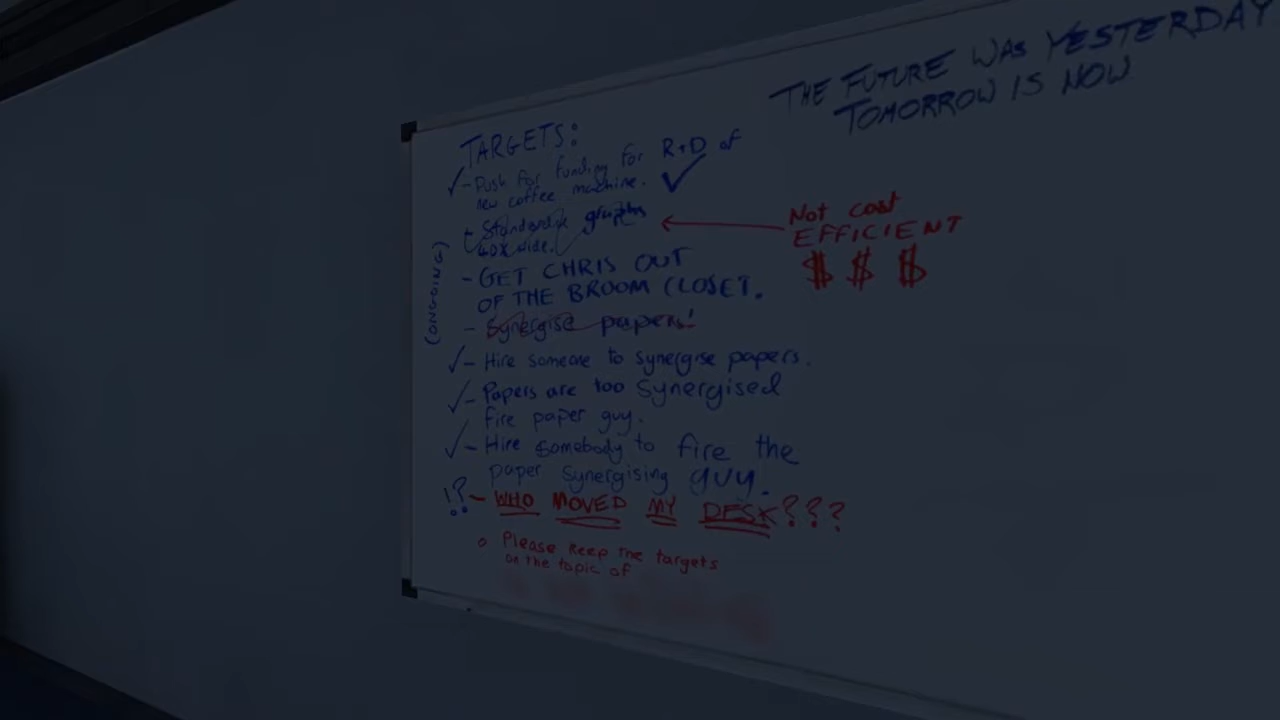 THE FUTURE WAS YESTERDAY
TOMORROW IS NOW
TARGETS:
- Push for funding for R+D of
new coffee machine.
- Standardize graphs
40% wide.
Not cost
EFFICIENT
$ $ $
(ONGOING)
- GET CHRIS OUT
OF THE BROOM CLOSET.
- Synergise papers!
- Hire someone to synergise papers.
- Papers are too Synergised
fire paper guy.
- Hire somebody to fire the
paper synergising guy.
!?- WHO MOVED MY DESK???
o Please keep the targets
on the topic of